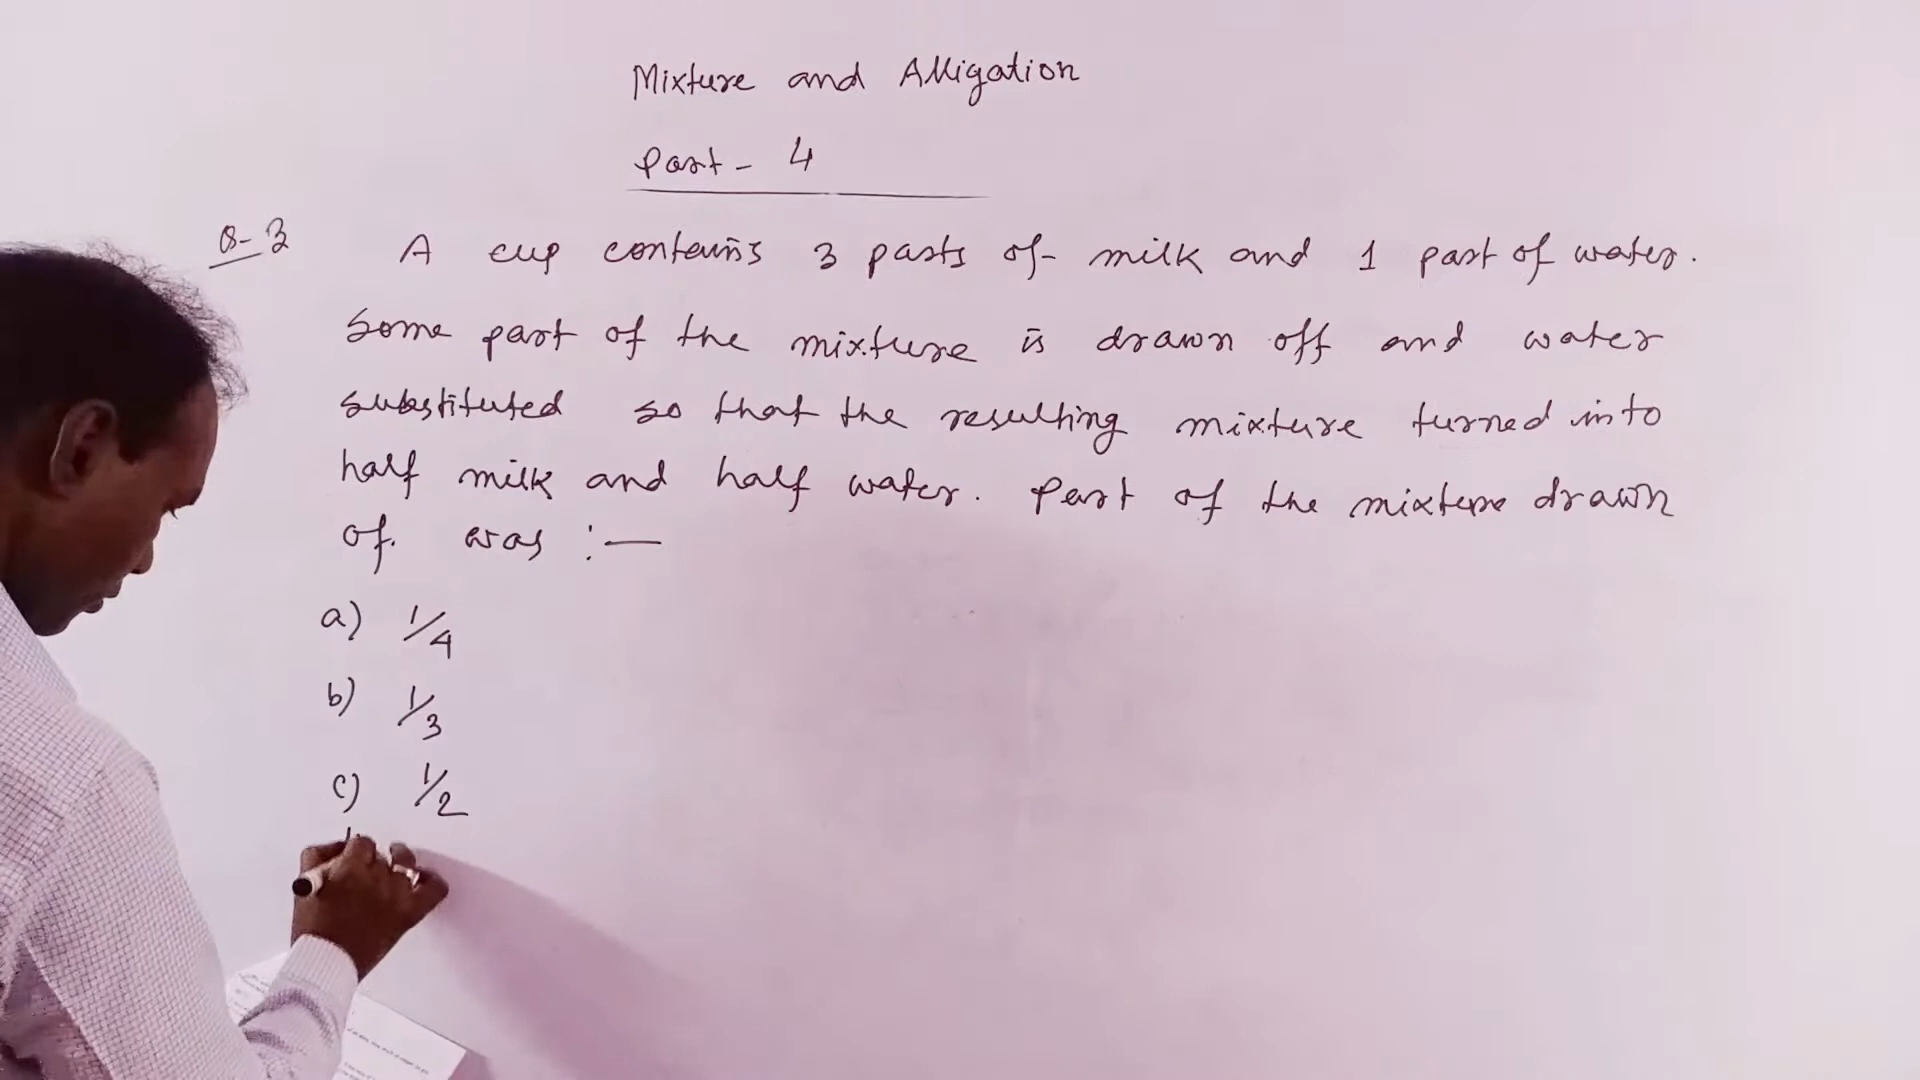 Mixture and Alligation
Part - 4
Q-3 A cup contains 3 parts of milk and 1 part of water.
Some part of the mixture is drawn off and water
substituted so that the resulting mixture turned into
half milk and half water. Part of the mixture drawn
of. was :—
a) 1/4
b) 1/3
c) 1/2